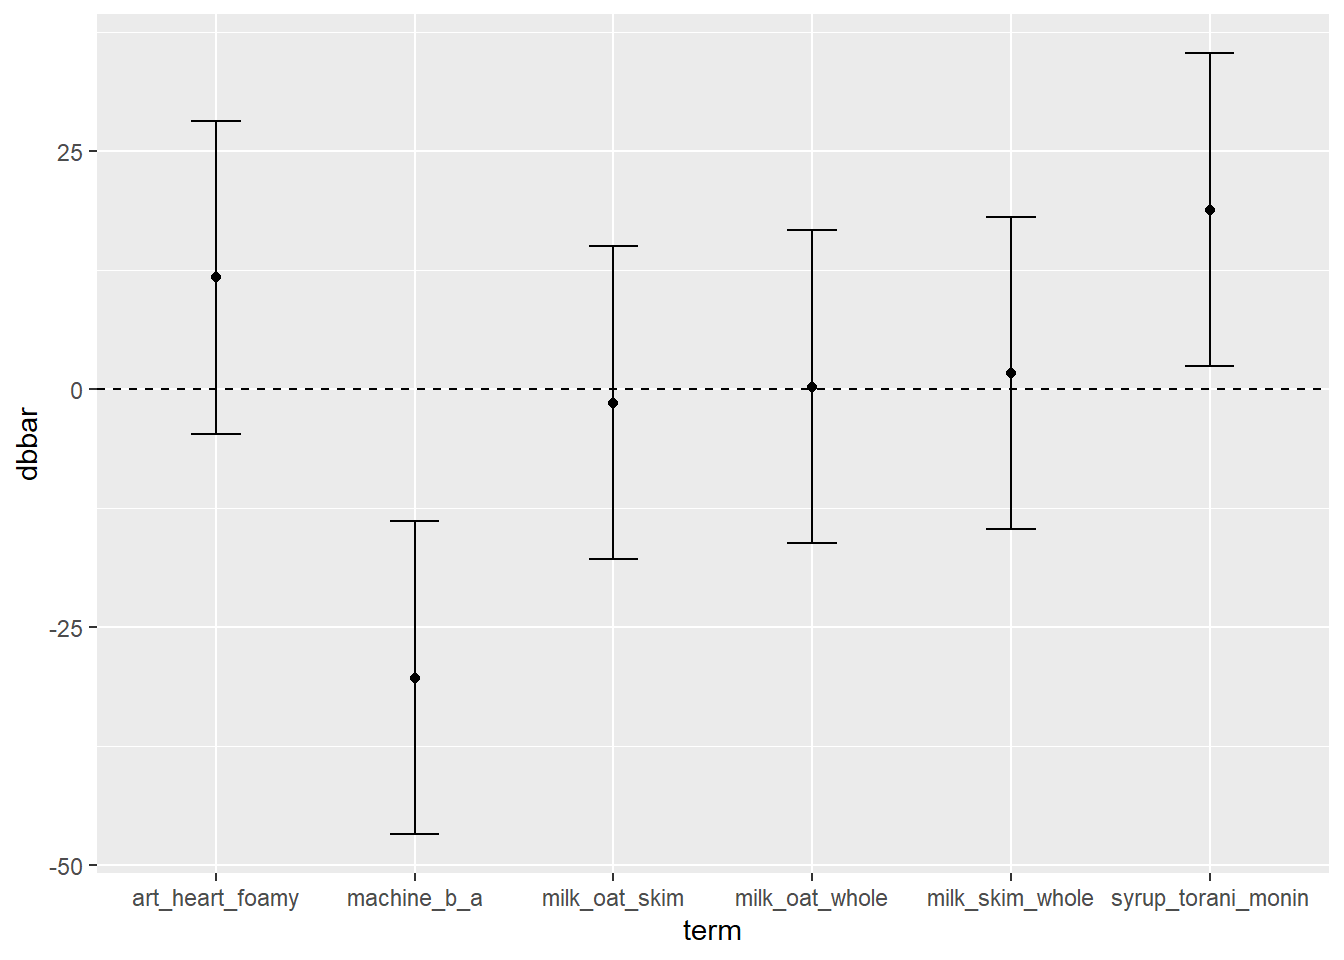 25
0
-25
-50
dbbar
art_heart_foamy machine_b_a milk_oat_skim milk_oat_whole milk_skim_whole syrup_torani_monin
term